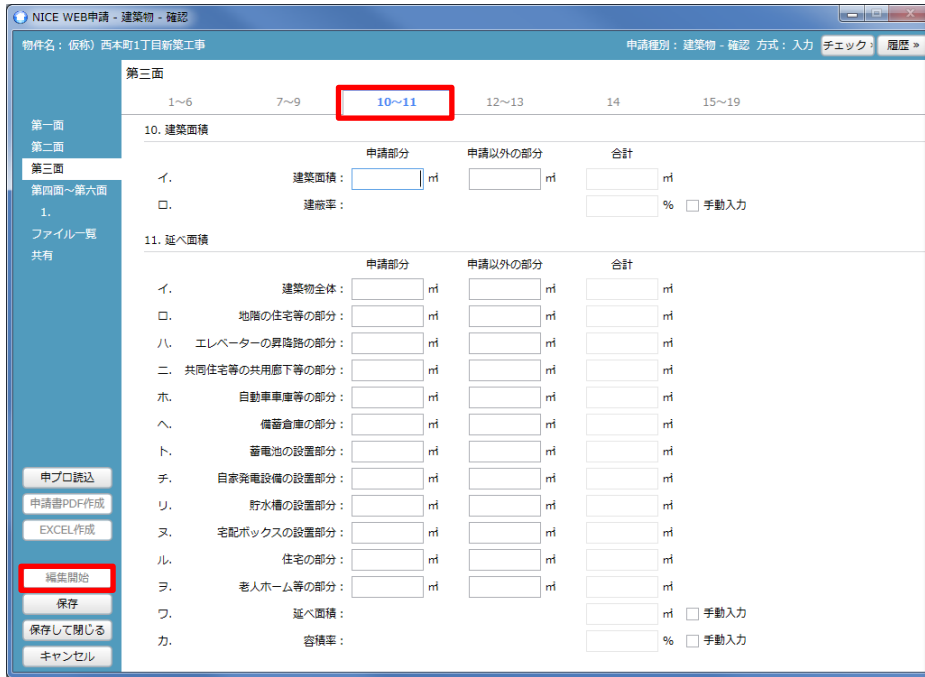 NICE WEB申請 - 建築物 - 確認
物件名： 仮称）西本町1丁目新築工事
申請種別： 建築物 - 確認 方式： 入力 チェック› 履歴 »
第三面
1～6 7～9 10～11 12～13 14 15～19
第一面
第二面
第三面
第四面～第六面
1.
ファイル一覧
共有
申プロ読込
申請書PDF作成
EXCEL作成
編集開始
保存
保存して閉じる
キャンセル
10. 建築面積
申請部分 申請以外の部分 合計
イ. 建築面積： ㎡ ㎡ ㎡
ロ. 建蔽率： % 手動入力
11. 延べ面積
申請部分 申請以外の部分 合計
イ. 建築物全体： ㎡ ㎡ ㎡
ロ. 地階の住宅等の部分： ㎡ ㎡ ㎡
ハ. エレベーターの昇降路の部分： ㎡ ㎡ ㎡
ニ. 共同住宅等の共用廊下等の部分： ㎡ ㎡ ㎡
ホ. 自動車車庫等の部分： ㎡ ㎡ ㎡
ヘ. 備蓄倉庫の部分： ㎡ ㎡ ㎡
ト. 蓄電池の設置部分： ㎡ ㎡ ㎡
チ. 自家発電設備の設置部分： ㎡ ㎡ ㎡
リ. 貯水槽の設置部分： ㎡ ㎡ ㎡
ヌ. 宅配ボックスの設置部分： ㎡ ㎡ ㎡
ル. 住宅の部分： ㎡ ㎡ ㎡
ヲ. 老人ホーム等の部分： ㎡ ㎡ ㎡
ワ. 延べ面積： ㎡ 手動入力
カ. 容積率： % 手動入力